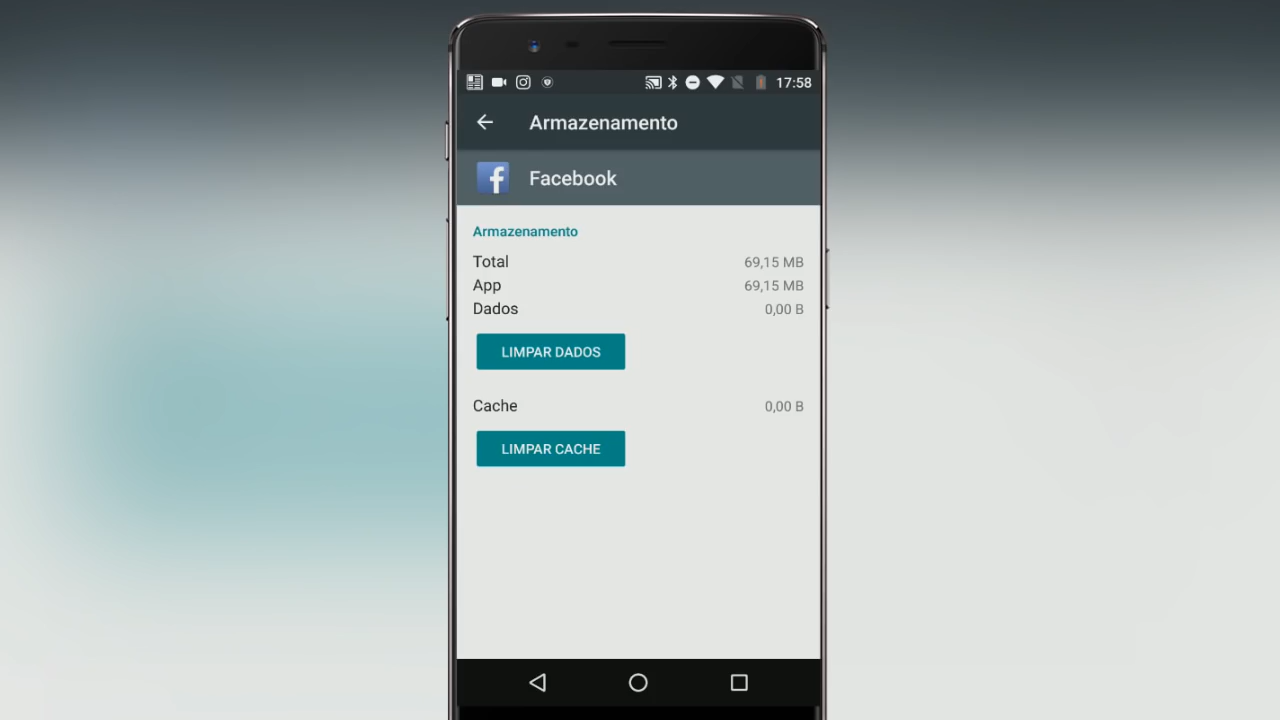 17:58
Armazenamento
Facebook
Armazenamento
Total 69,15 MB
App 69,15 MB
Dados 0,00 B
LIMPAR DADOS
Cache 0,00 B
LIMPAR CACHE